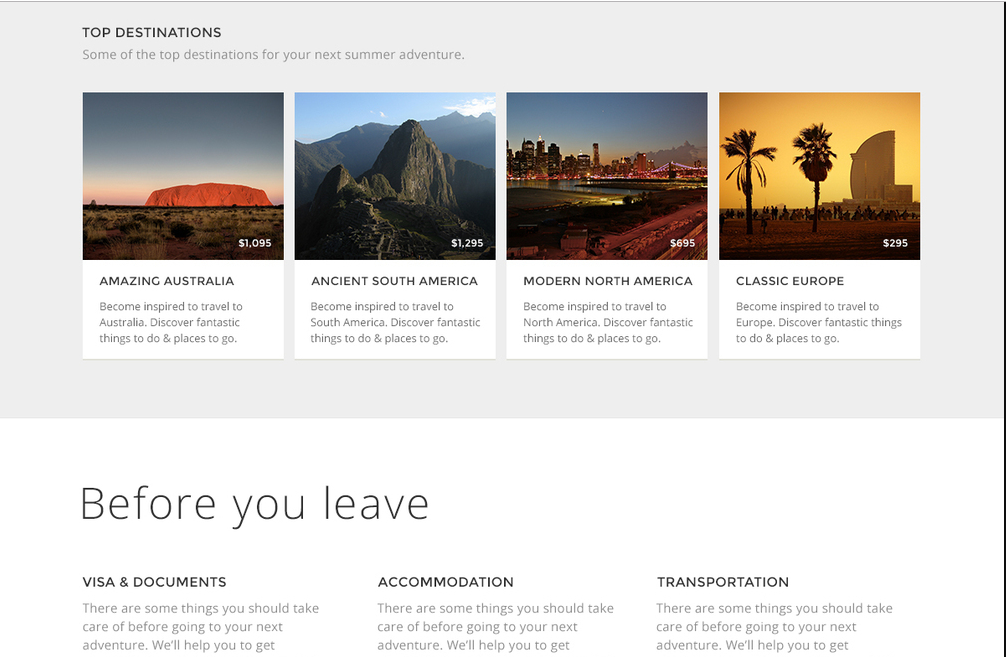 TOP DESTINATIONS
Some of the top destinations for your next summer adventure.
$1,095
AMAZING AUSTRALIA
Become inspired to travel to
Australia. Discover fantastic
things to do & places to go.
$1,295
ANCIENT SOUTH AMERICA
Become inspired to travel to
South America. Discover fantastic
things to do & places to go.
$695
MODERN NORTH AMERICA
Become inspired to travel to
North America. Discover fantastic
things to do & places to go.
$295
CLASSIC EUROPE
Become inspired to travel to
Europe. Discover fantastic things
to do & places to go.
Before you leave
VISA & DOCUMENTS
There are some things you should take
care of before going to your next
adventure. We’ll help you to get
ACCOMMODATION
There are some things you should take
care of before going to your next
adventure. We’ll help you to get
TRANSPORTATION
There are some things you should take
care of before going to your next
adventure. We’ll help you to get